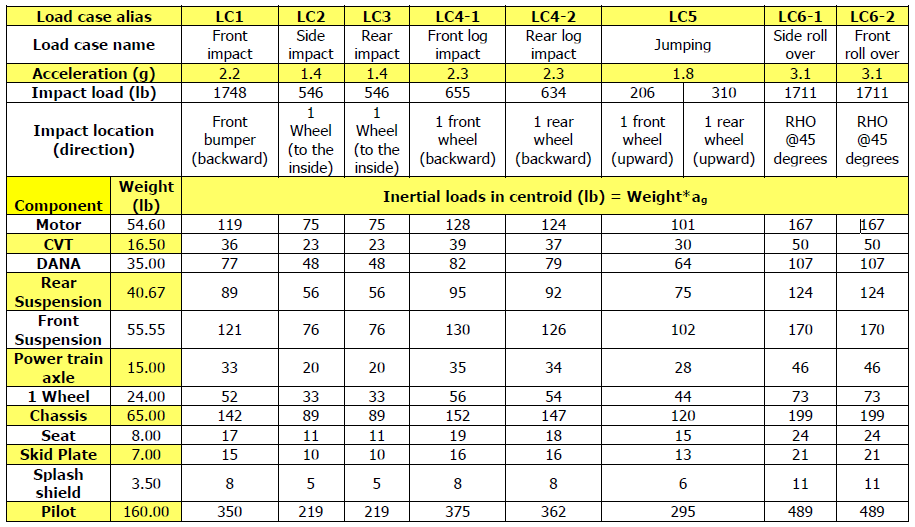 Load case alias LC1 LC2 LC3 LC4-1 LC4-2 LC5 LC6-1 LC6-2
Load case name Front impact Side impact Rear impact Front log impact Rear log impact Jumping Side roll over Front roll over
Acceleration (g) 2.2 1.4 1.4 2.3 2.3 1.8 3.1 3.1
Impact load (lb) 1748 546 546 655 634 206 310 1711 1711
Impact location (direction) Front bumper (backward) 1 Wheel (to the inside) 1 Wheel (to the inside) 1 front wheel (backward) 1 rear wheel (backward) 1 front wheel (upward) 1 rear wheel (upward) RHO @45 degrees RHO @45 degrees
Component Weight (lb) Inertial loads in centroid (lb) = Weight*ag
Motor 54.60 119 75 75 128 124 101 167 167
CVT 16.50 36 23 23 39 37 30 50 50
DANA 35.00 77 48 48 82 79 64 107 107
Rear Suspension 40.67 89 56 56 95 92 75 124 124
Front Suspension 55.55 121 76 76 130 126 102 170 170
Power train axle 15.00 33 20 20 35 34 28 46 46
1 Wheel 24.00 52 33 33 56 54 44 73 73
Chassis 65.00 142 89 89 152 147 120 199 199
Seat 8.00 17 11 11 19 18 15 24 24
Skid Plate 7.00 15 10 10 16 16 13 21 21
Splash shield 3.50 8 5 5 8 8 6 11 11
Pilot 160.00 350 219 219 375 362 295 489 489